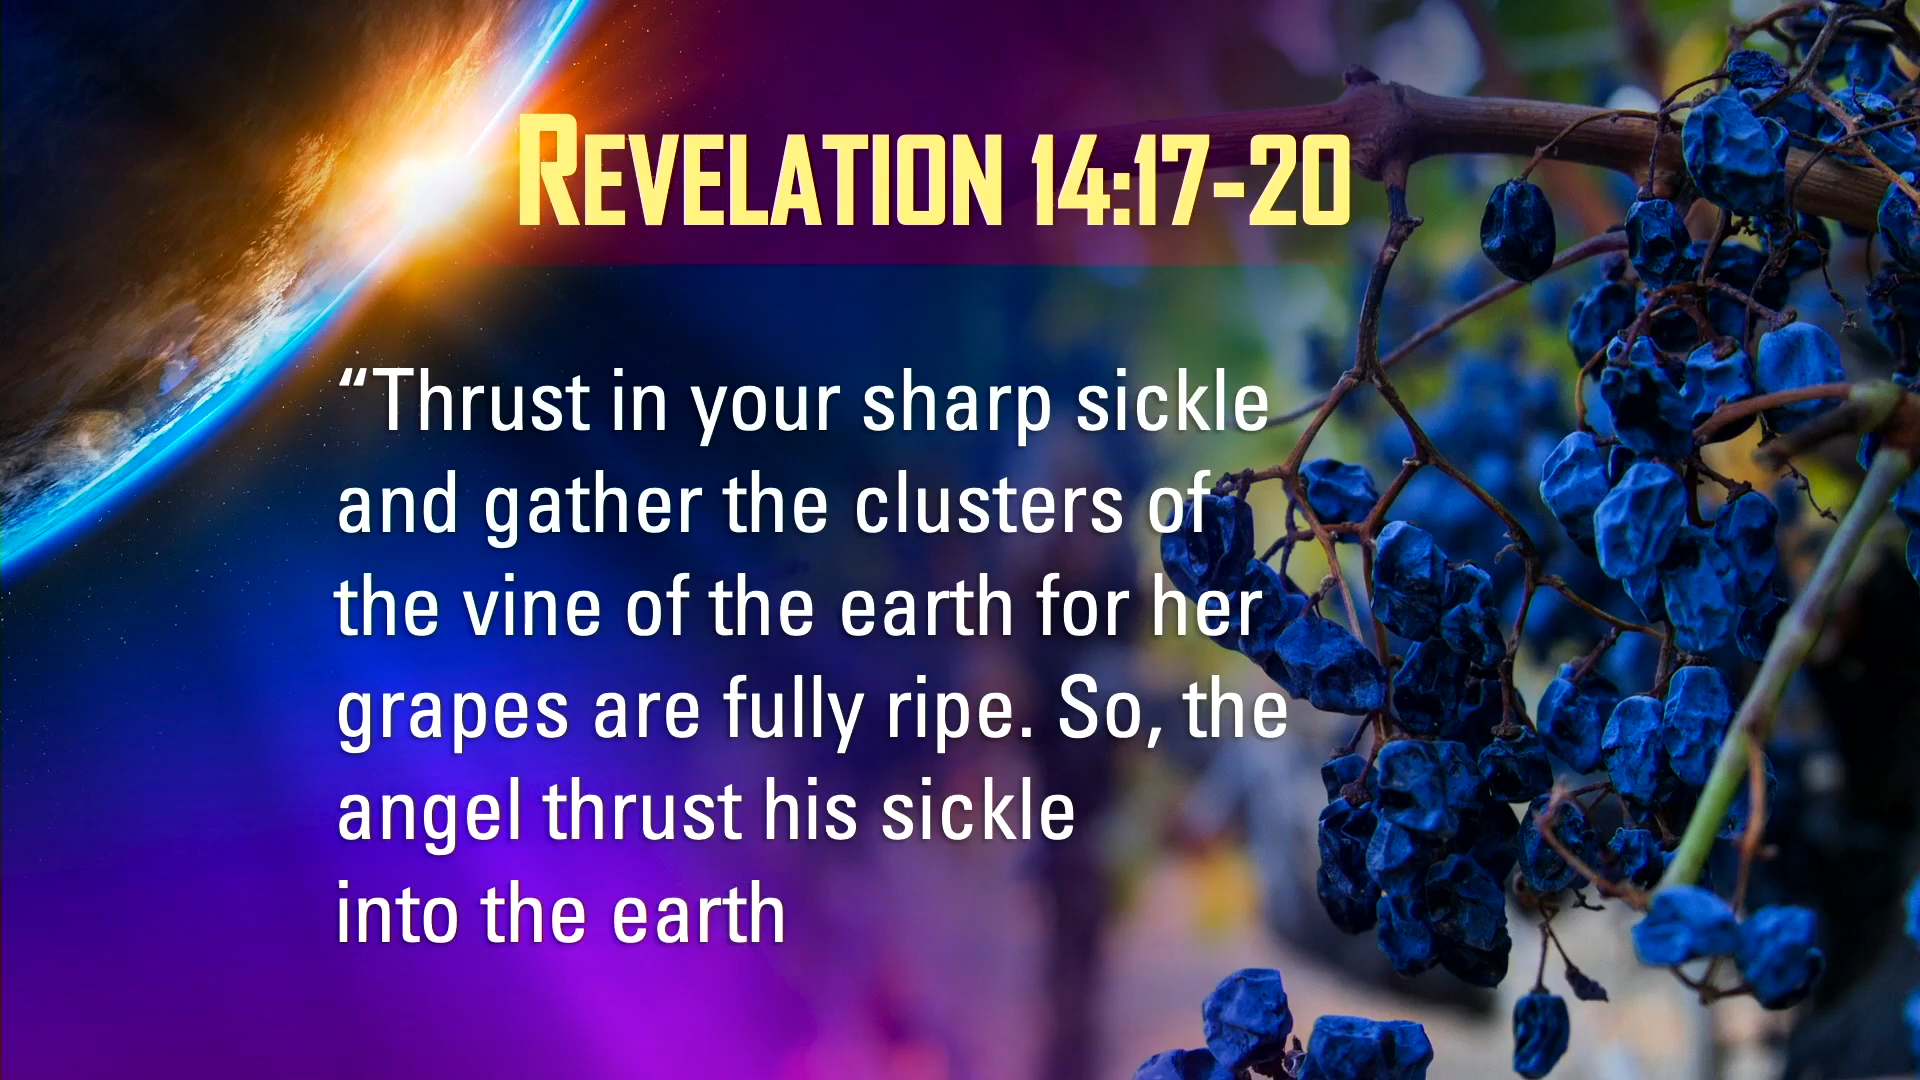 REVELATION 14:17-20
“Thrust in your sharp sickle
and gather the clusters of
the vine of the earth for her
grapes are fully ripe. So, the
angel thrust his sickle
into the earth